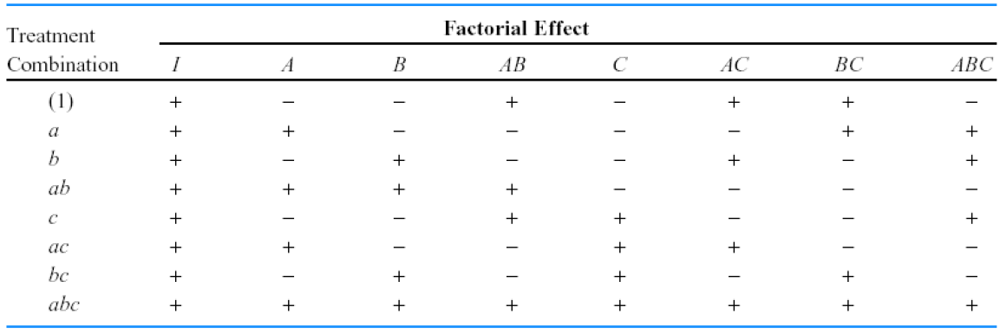 Treatment Factorial Effect
Combination I A B AB C AC BC ABC
(1) + − − + − + + −
a + + − − − − + +
b + − + − − + − +
ab + + + + − − − −
c + − − + + − − +
ac + + − − + + − −
bc + − + − + − + −
abc + + + + + + + +